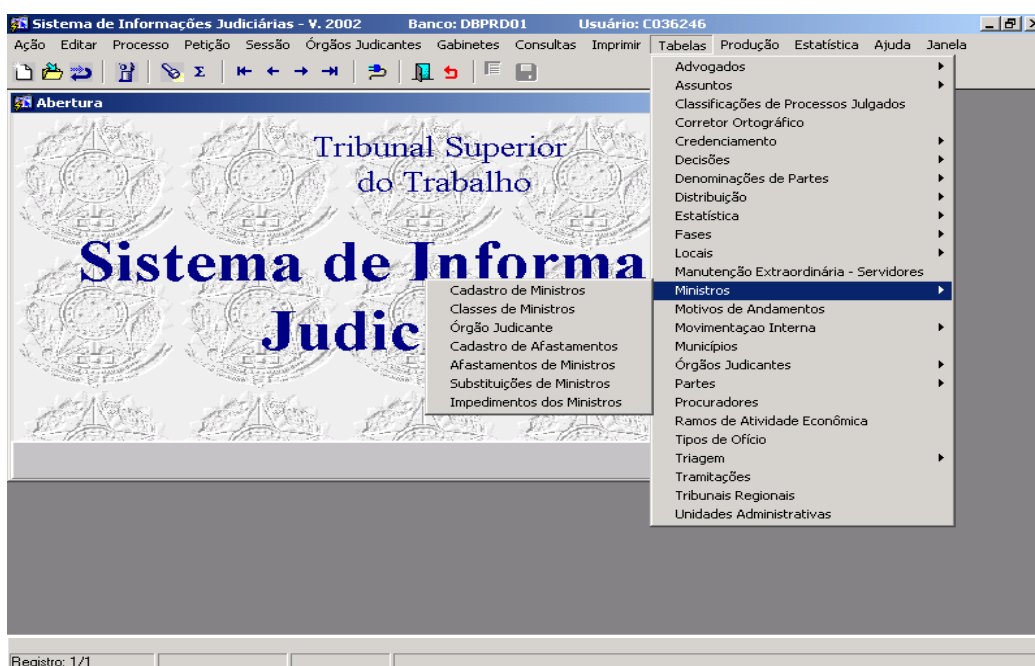 Sistema de Informações Judiciárias - V. 2002 Banco: DBPRD01 Usuário: C036246
Ação Editar Processo Petição Sessão Órgãos Judicantes Gabinetes Consultas Imprimir Tabelas Produção Estatística Ajuda Janela
Abertura
Tribunal Superior
do Trabalho
Sistema de Informa
Judic
Advogados
Assuntos
Classificações de Processos Julgados
Corretor Ortográfico
Credenciamento
Decisões
Denominações de Partes
Distribuição
Estatística
Fases
Locais
Manutenção Extraordinária - Servidores
Ministros
Motivos de Andamentos
Movimentaçao Interna
Municípios
Órgãos Judicantes
Partes
Procuradores
Ramos de Atividade Econômica
Tipos de Ofício
Triagem
Tramitações
Tribunais Regionais
Unidades Administrativas
Cadastro de Ministros
Classes de Ministros
Órgão Judicante
Cadastro de Afastamentos
Afastamentos de Ministros
Substituições de Ministros
Impedimentos dos Ministros
Registro: 1/1